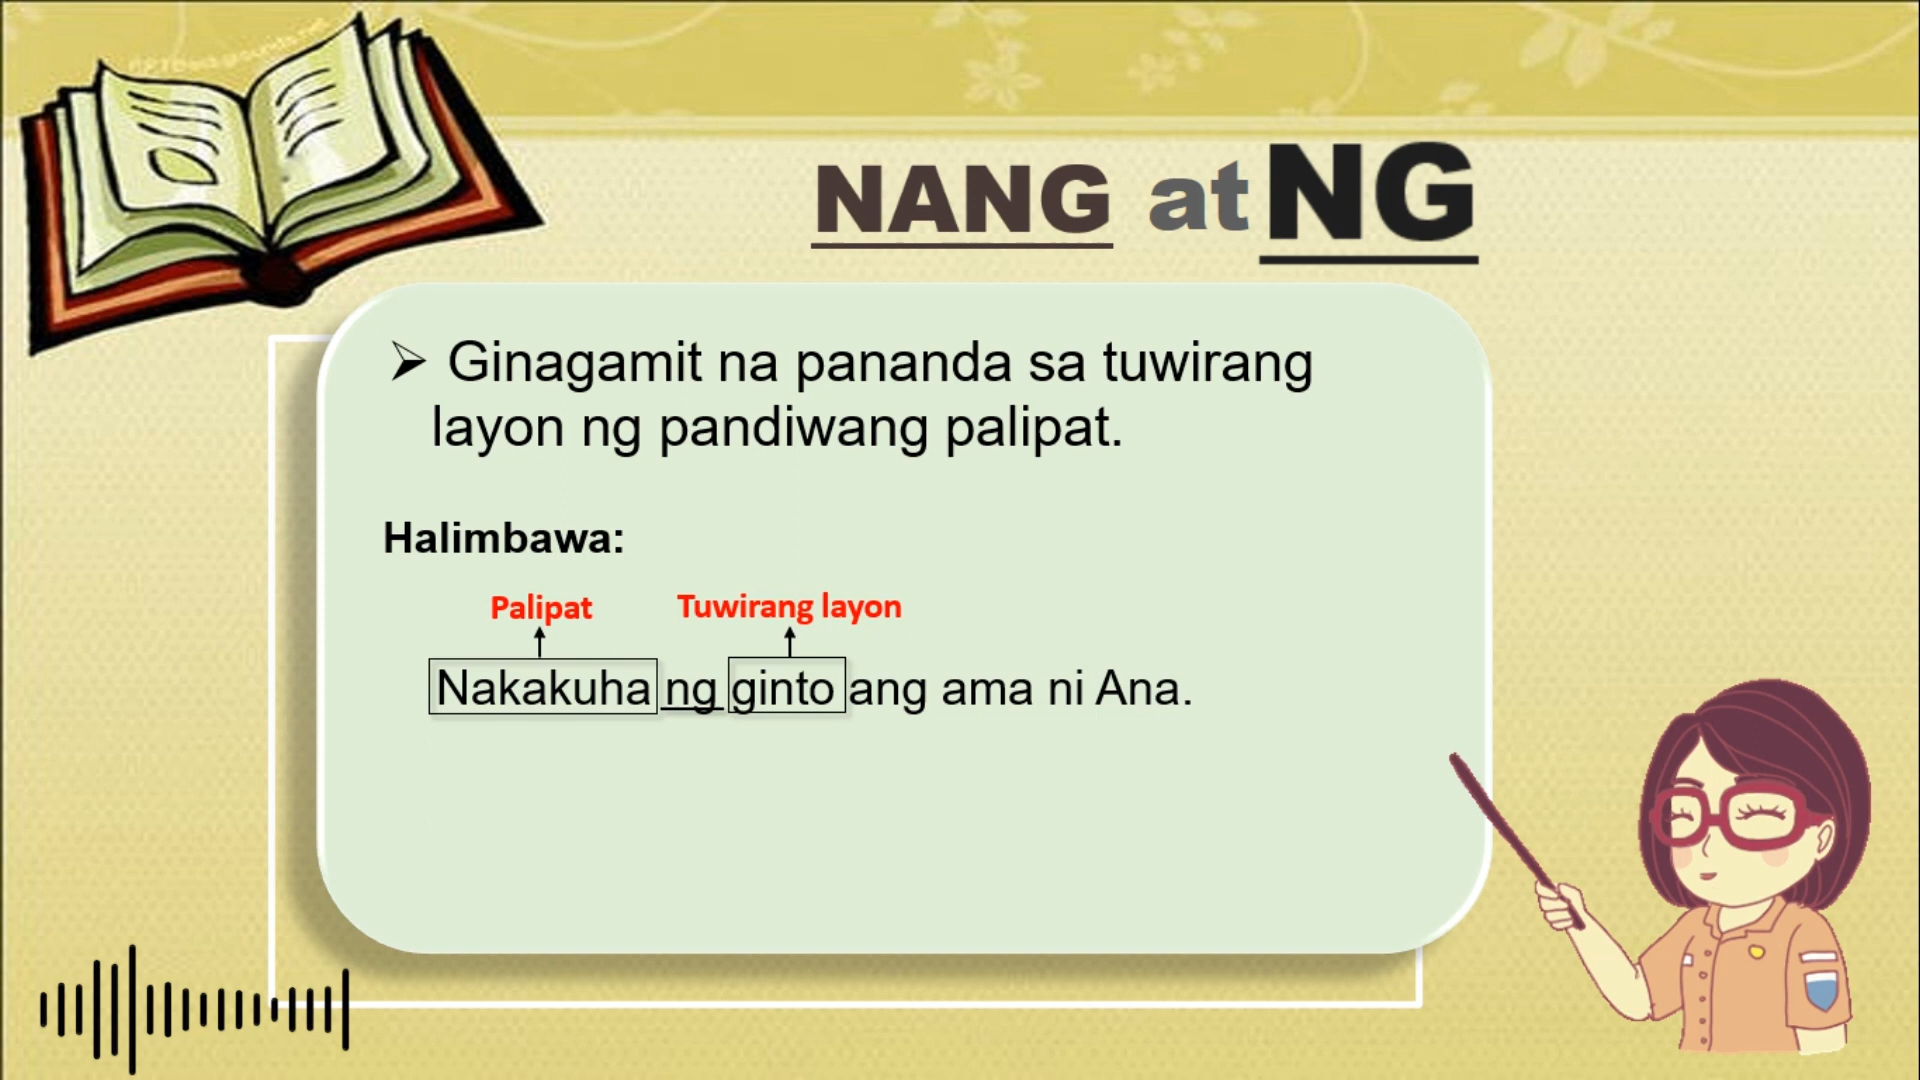 NANG at NG
➢ Ginagamit na pananda sa tuwirang
layon ng pandiwang palipat.
Halimbawa:
Palipat Tuwirang layon
Nakakuha ng ginto ang ama ni Ana.